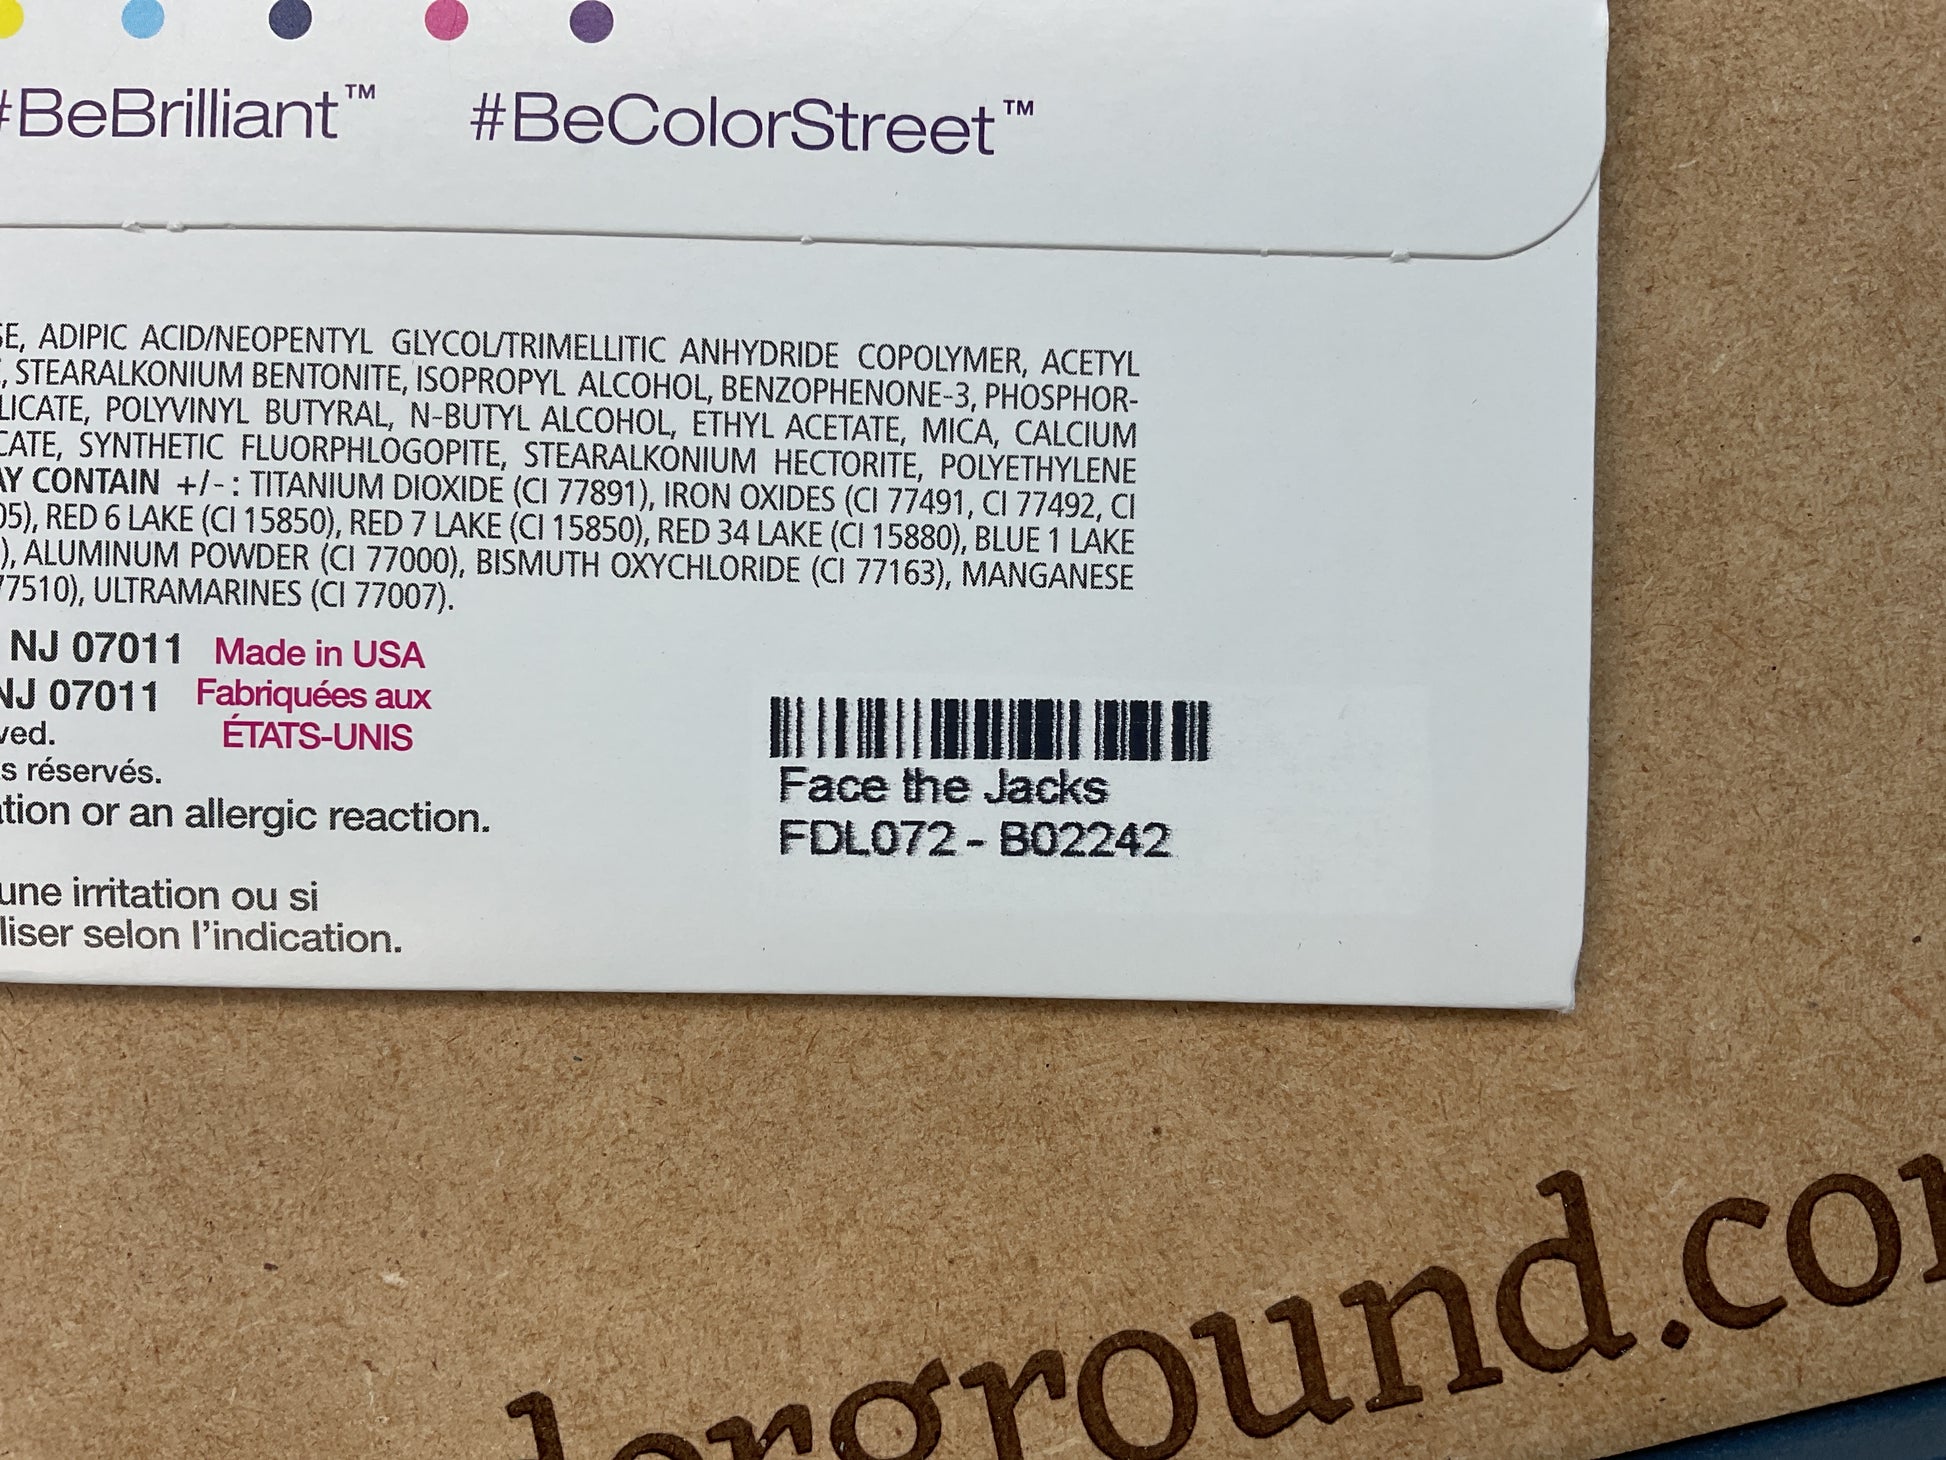 #BeBrilliant™ #BeColorStreet™
ADIPIC ACID/NEOPENTYL GLYCOL/TRIMELLITIC ANHYDRIDE COPOLYMER, ACETYL
, STEARALKONIUM BENTONITE, ISOPROPYL ALCOHOL, BENZOPHENONE-3, PHOSPHOR-
LICATE, POLYVINYL BUTYRAL, N-BUTYL ALCOHOL, ETHYL ACETATE, MICA, CALCIUM
CATE, SYNTHETIC FLUORPHLOGOPITE, STEARALKONIUM HECTORITE, POLYETHYLENE
AY CONTAIN +/-: TITANIUM DIOXIDE (CI 77891), IRON OXIDES (CI 77491, CI 77492, CI
05), RED 6 LAKE (CI 15850), RED 7 LAKE (CI 15850), RED 34 LAKE (CI 15880), BLUE 1 LAKE
), ALUMINUM POWDER (CI 77000), BISMUTH OXYCHLORIDE (CI 77163), MANGANESE
77510), ULTRAMARINES (CI 77007).
NJ 07011 Made in USA
NJ 07011 Fabriquées aux
ved. ÉTATS-UNIS
s réservés.
ation or an allergic reaction.
une irritation ou si
liser selon l'indication.
Face the Jacks
FDL072 - B02242
derground.com